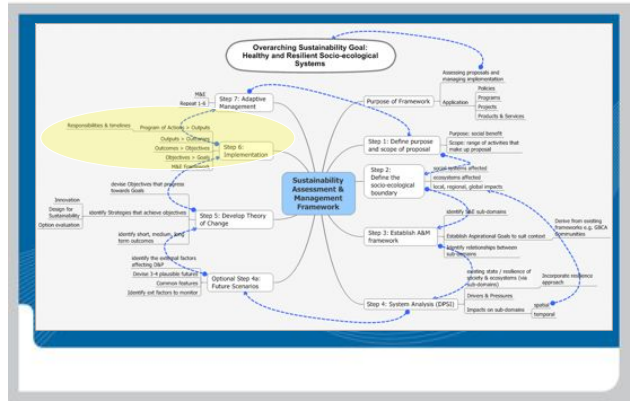 Overarching Sustainability Goal:
Healthy and Resilient Socio-ecological
Systems
Sustainability
Assessment &
Management
Framework
Purpose of Framework
Assessing proposals and
managing implementation
Application
Policies
Programs
Projects
Products & Services
Step 1: Define purpose
and scope of proposal
Purpose: social benefit
Scope: range of activities that
make up proposal
Step 2:
Define the
socio-ecological
boundary
social systems affected
ecosystems affected
local, regional, global impacts
Step 3: Establish A&M
framework
identify S&E sub-domains
Establish Aspirational Goals to suit context
Derive from existing
frameworks e.g. GBCA
Communities
Identify relationships between
sub-domains
Step 4: System Analysis (DPSI)
existing state / resilience of
society & ecosystems (via
sub-domains)
Incorporate resilience
approach
Drivers & Pressures
Impacts on sub-domains
spatial
temporal
Optional Step 4a:
Future Scenarios
identify the external factors
affecting
Devise 3-4 plausible futures
Common features
Identify ext factors to monitor
Step 5: Develop Theory
of Change
devise Objectives that progress
towards Goals
identify Strategies that achieve objectives
Innovation
Design for
Sustainability
Option evaluation
identify short, medium, long
term outcomes
Step 6:
Implementation
Program of Actions > Outputs
Responsibilities & timelines
Outputs > Outcomes
Outcomes > Objectives
Objectives > Goals
M&E Framework
Step 7: Adaptive
Management
M&E
Repeat 1-6